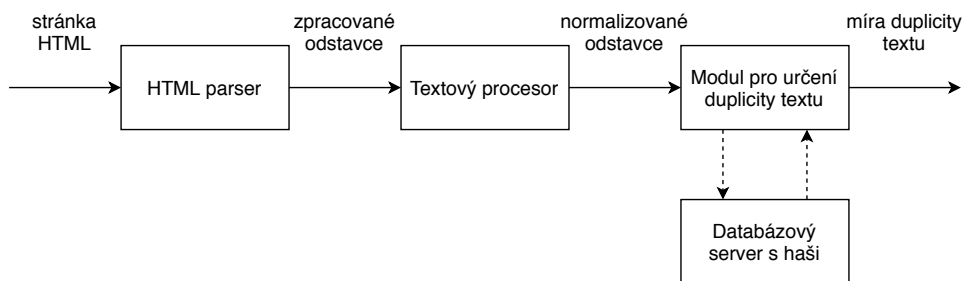 stránka
HTML
HTML parser
zpracované
odstavce
Textový procesor
normalizované
odstavce
Modul pro určení
duplicity textu
míra duplicity
textu
Databázový
server s haši